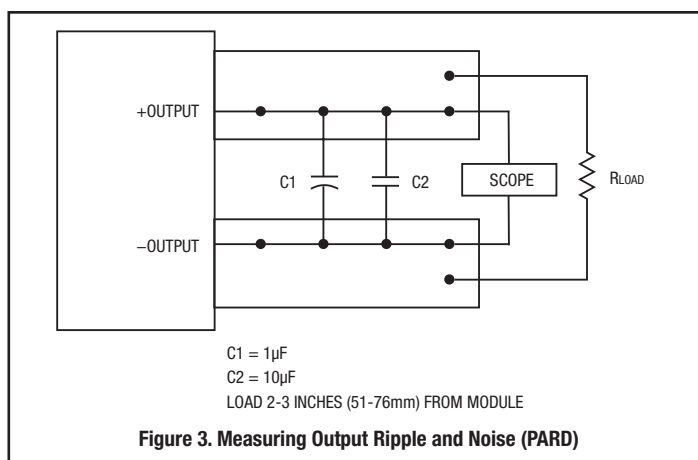 +OUTPUT
C1
C2
SCOPE
RLOAD
−OUTPUT
C1 = 1µF
C2 = 10µF
LOAD 2-3 INCHES (51-76mm) FROM MODULE
Figure 3. Measuring Output Ripple and Noise (PARD)